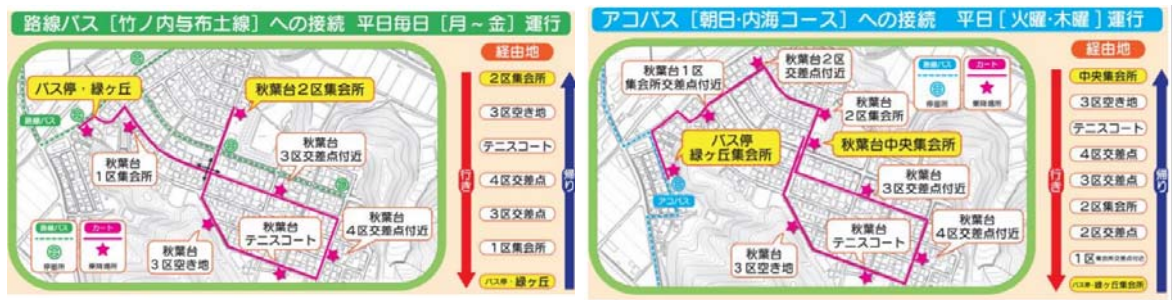 路線バス［竹ノ内与布土線］への接続 平日毎日［月～金］運行
バス停・緑ヶ丘
秋葉台2区集会所
路線バス
秋葉台
1区集会所
秋葉台
3区交差点付近
秋葉台
4区交差点付近
秋葉台
テニスコート
秋葉台
3区空き地
路線バス
停留所
カート
乗降場所
経由地
行き
帰り
2区集会所
3区空き地
テニスコート
4区交差点
3区交差点
1区集会所
バス停・緑ヶ丘
アコバス［朝日・内海コース］への接続 平日［火曜・木曜］運行
秋葉台1区
集会所交差点付近
秋葉台2区
交差点付近
路線バス
停留所
カート
乗降場所
秋葉台
2区集会所
バス停
緑ヶ丘集会所
秋葉台中央集会所
秋葉台
3区交差点付近
アコバス
秋葉台
4区交差点付近
秋葉台
テニスコート
秋葉台
3区空き地
経由地
行き
帰り
中央集会所
3区空き地
テニスコート
4区交差点
3区交差点
2区集会所
2区交差点
1区集会所交差点付近
バス停・緑ヶ丘集会所